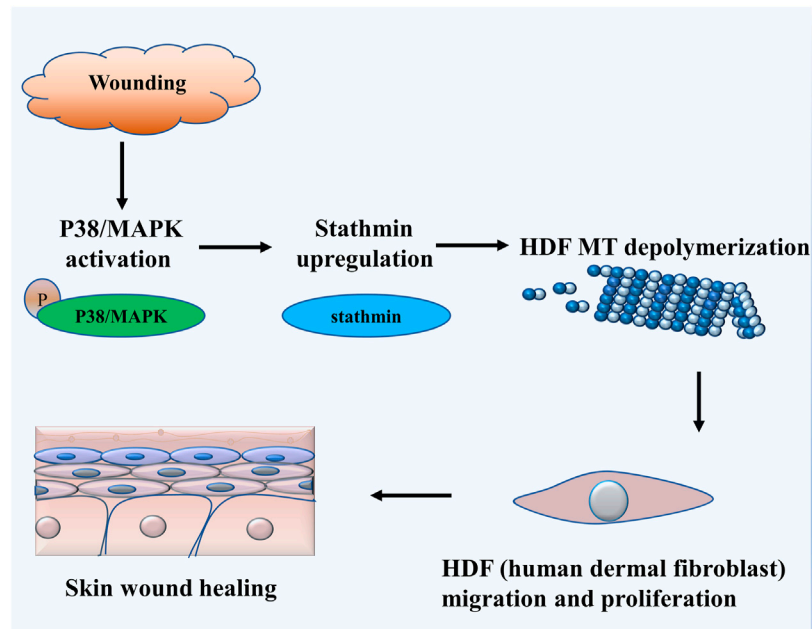 Wounding
P38/MAPK
activation
Stathmin
upregulation
HDF MT depolymerization
P
P38/MAPK
stathmin
Skin wound healing
HDF (human dermal fibroblast)
migration and proliferation